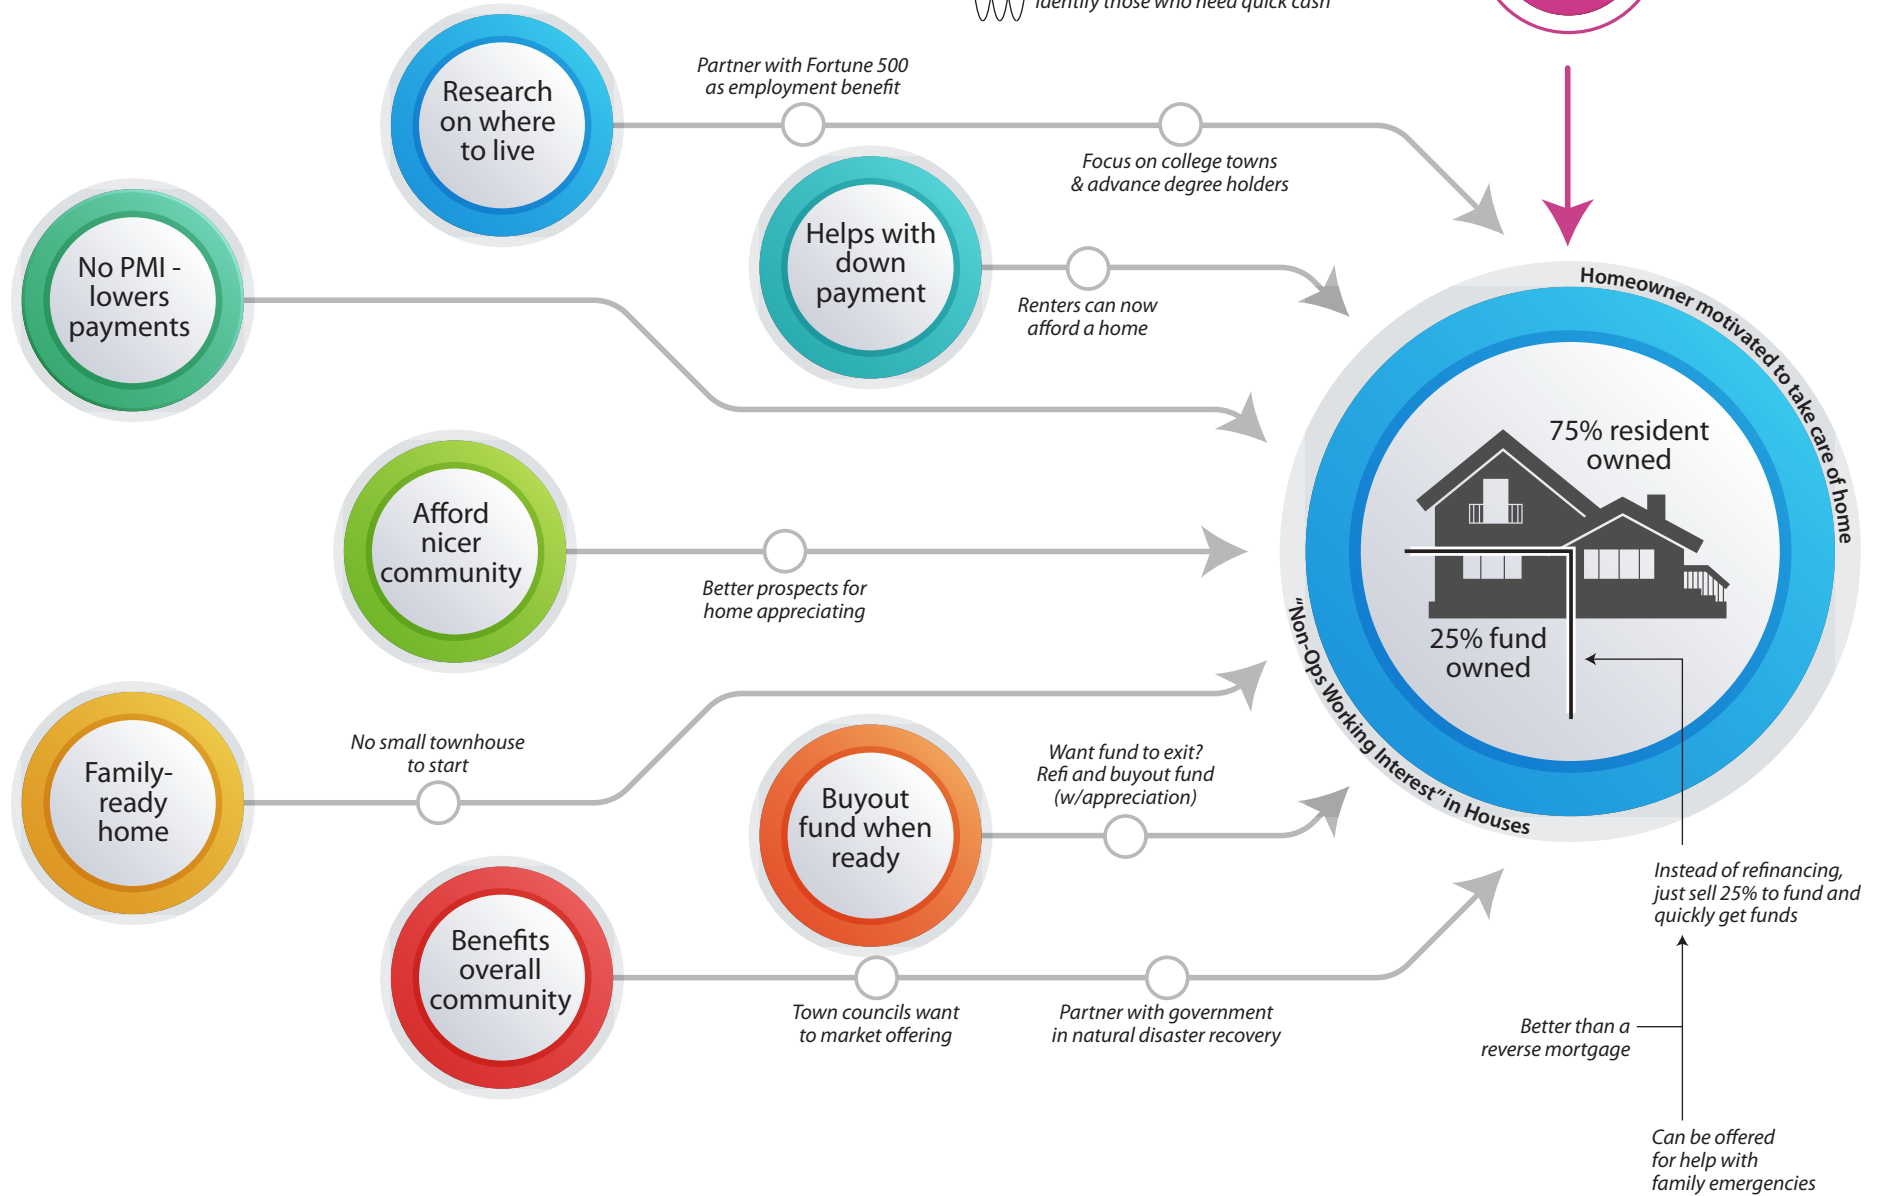 Identify those who need quick cash
Partner with Fortune 500
as employment benefit
Research
on where
to live
Focus on college towns
& advance degree holders
Helps with
down
payment
Renters can now
afford a home
No PMI -
lowers
payments
Homeowner motivated to take care of home
75% resident
owned
25% fund
owned
"Non-Ops Working Interest" in Houses
Afford
nicer
community
Better prospects for
home appreciating
Family-
ready
home
No small townhouse
to start
Buyout
fund when
ready
Want fund to exit?
Refi and buyout fund
(w/appreciation)
Benefits
overall
community
Town councils want
to market offering
Partner with government
in natural disaster recovery
Instead of refinancing,
just sell 25% to fund and
quickly get funds
Better than a
reverse mortgage
Can be offered
for help with
family emergencies